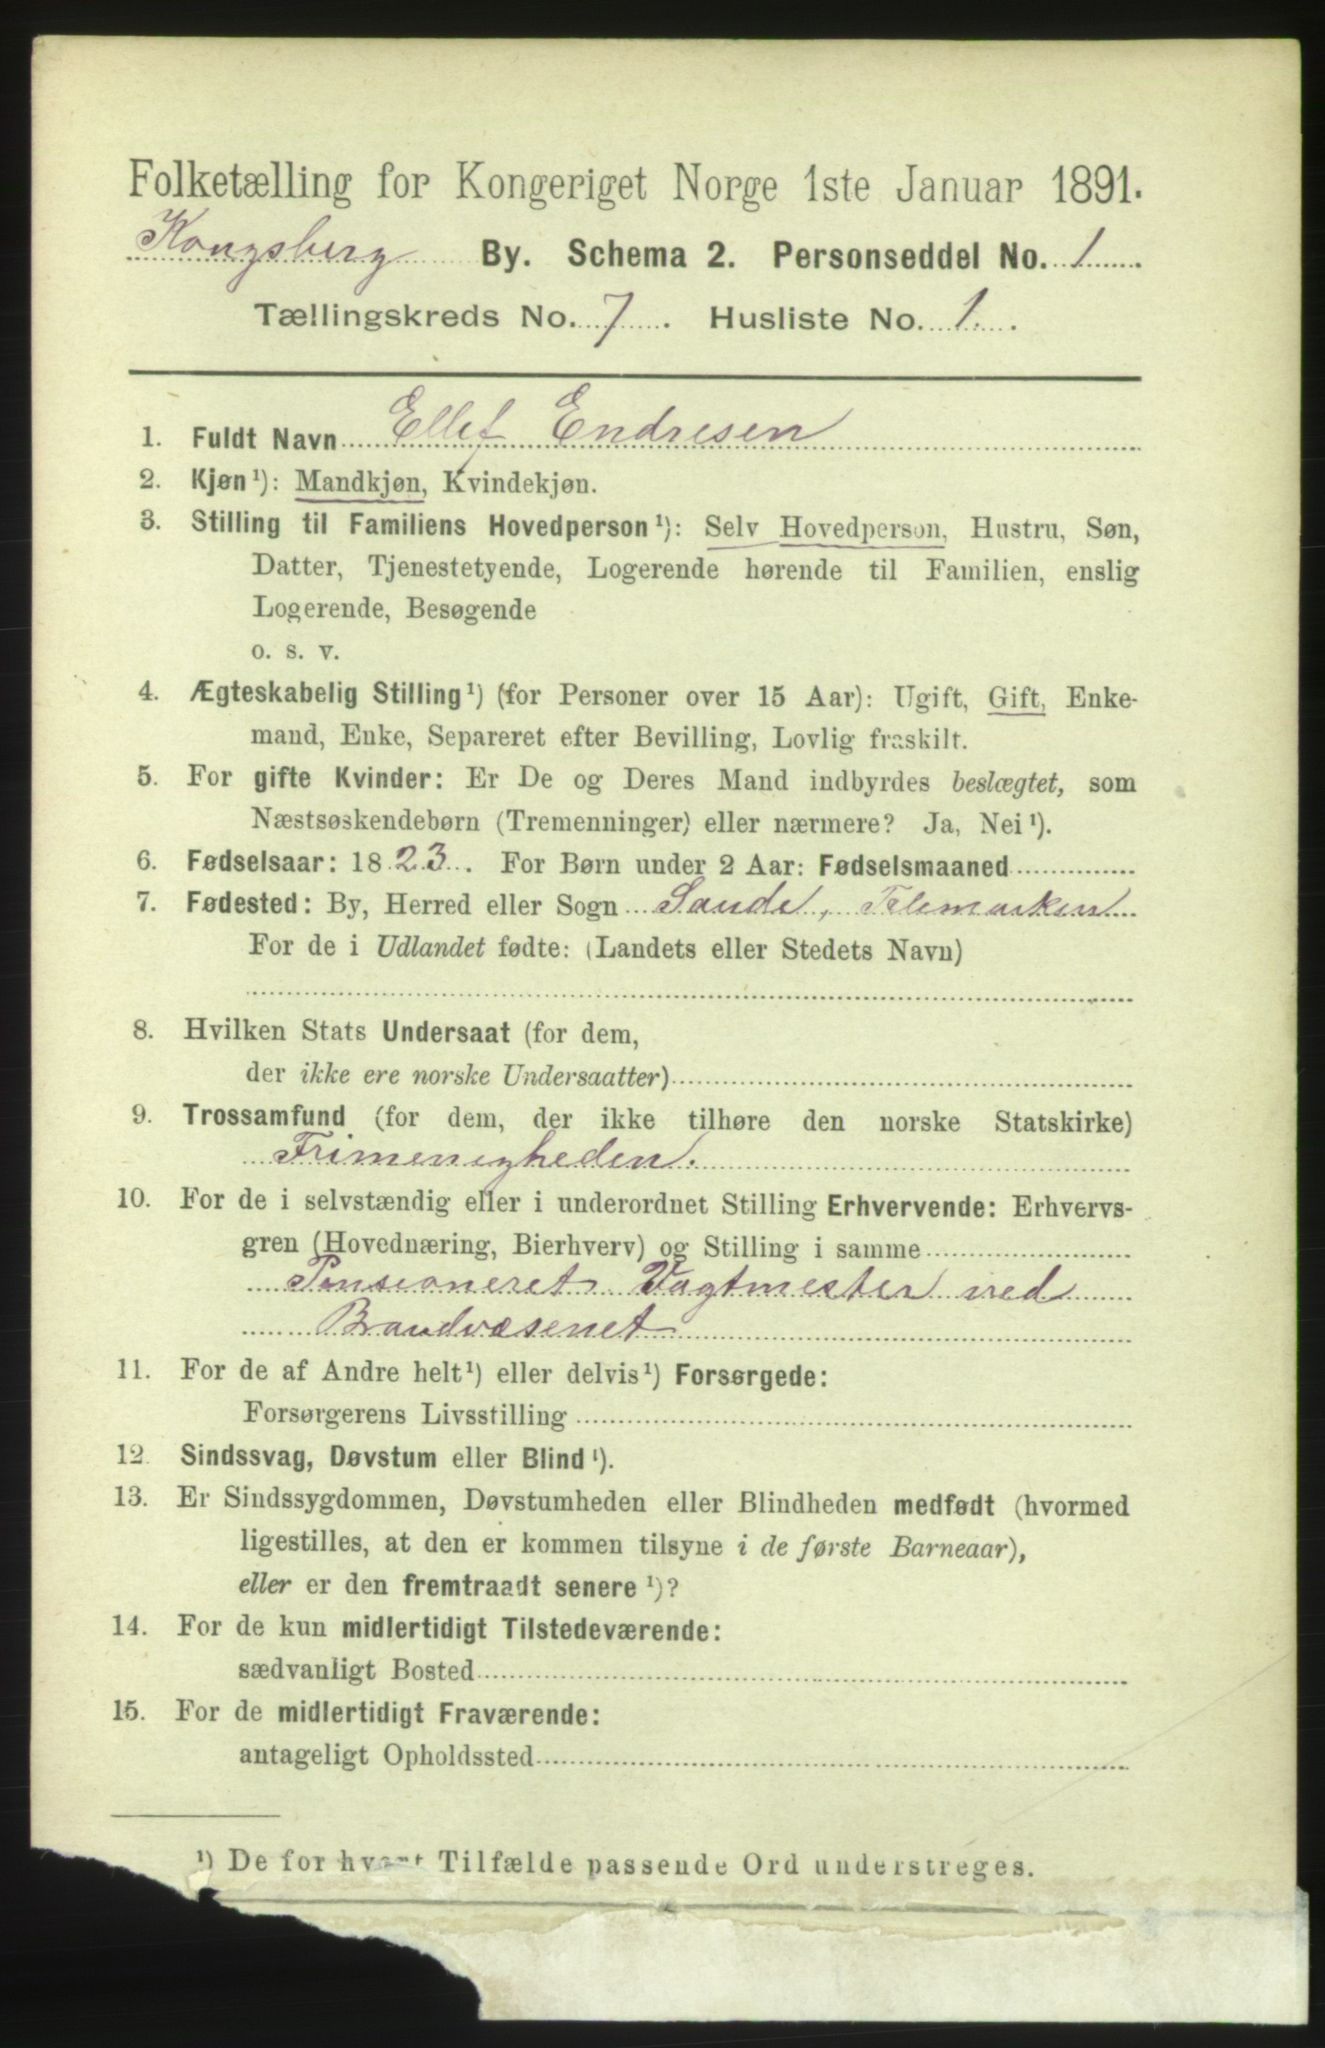 Folketælling for Kongeriget Norge 1ste Januar 1891.
Kongsberg By. Schema 2. Personseddel No. 1
Tællingskreds No. 7. Husliste No. 1.
1. Fuldt Navn Ellef Endresen
2. Kjøn¹): Mandkjøn, Kvindekjøn.
3. Stilling til Familiens Hovedperson¹): Selv Hovedperson, Hustru, Søn,
Datter, Tjenestetyende, Logerende hørende til Familien, enslig
Logerende, Besøgende
o. s. v.
4. Ægteskabelig Stilling¹) (for Personer over 15 Aar): Ugift, Gift, Enke-
mand, Enke, Separeret efter Bevilling, Lovlig fraskilt.
5. For gifte Kvinder: Er De og Deres Mand indbyrdes beslægtet, som
Næstsøskendebørn (Tremenninger) eller nærmere? Ja, Nei¹).
6. Fødselsaar: 1823. For Børn under 2 Aar: Fødselsmaaned
7. Fødested: By, Herred eller Sogn Saude, Telemarken
For de i Udlandet fødte: (Landets eller Stedets Navn)
8. Hvilken Stats Undersaat (for dem,
der ikke ere norske Undersaatter)
9. Trossamfund (for dem, der ikke tilhøre den norske Statskirke)
Frimenigheden.
10. For de i selvstændig eller i underordnet Stilling Erhvervende: Erhvervs-
gren (Hovednæring, Bierhverv) og Stilling i samme
Pensioneret Vagtmester ved
Brandvæsenet
11. For de af Andre helt¹) eller delvis¹) Forsørgede:
Forsørgerens Livsstilling
12. Sindssvag, Døvstum eller Blind¹).
13. Er Sindssygdommen, Døvstumheden eller Blindheden medfødt (hvormed
ligestilles, at den er kommen tilsyne i de første Barneaar),
eller er den fremtraadt senere¹)?
14. For de kun midlertidigt Tilstedeværende:
sædvanligt Bosted
15. For de midlertidigt Fraværende:
antageligt Opholdssted
¹) De for hvert Tilfælde passende Ord understreges.